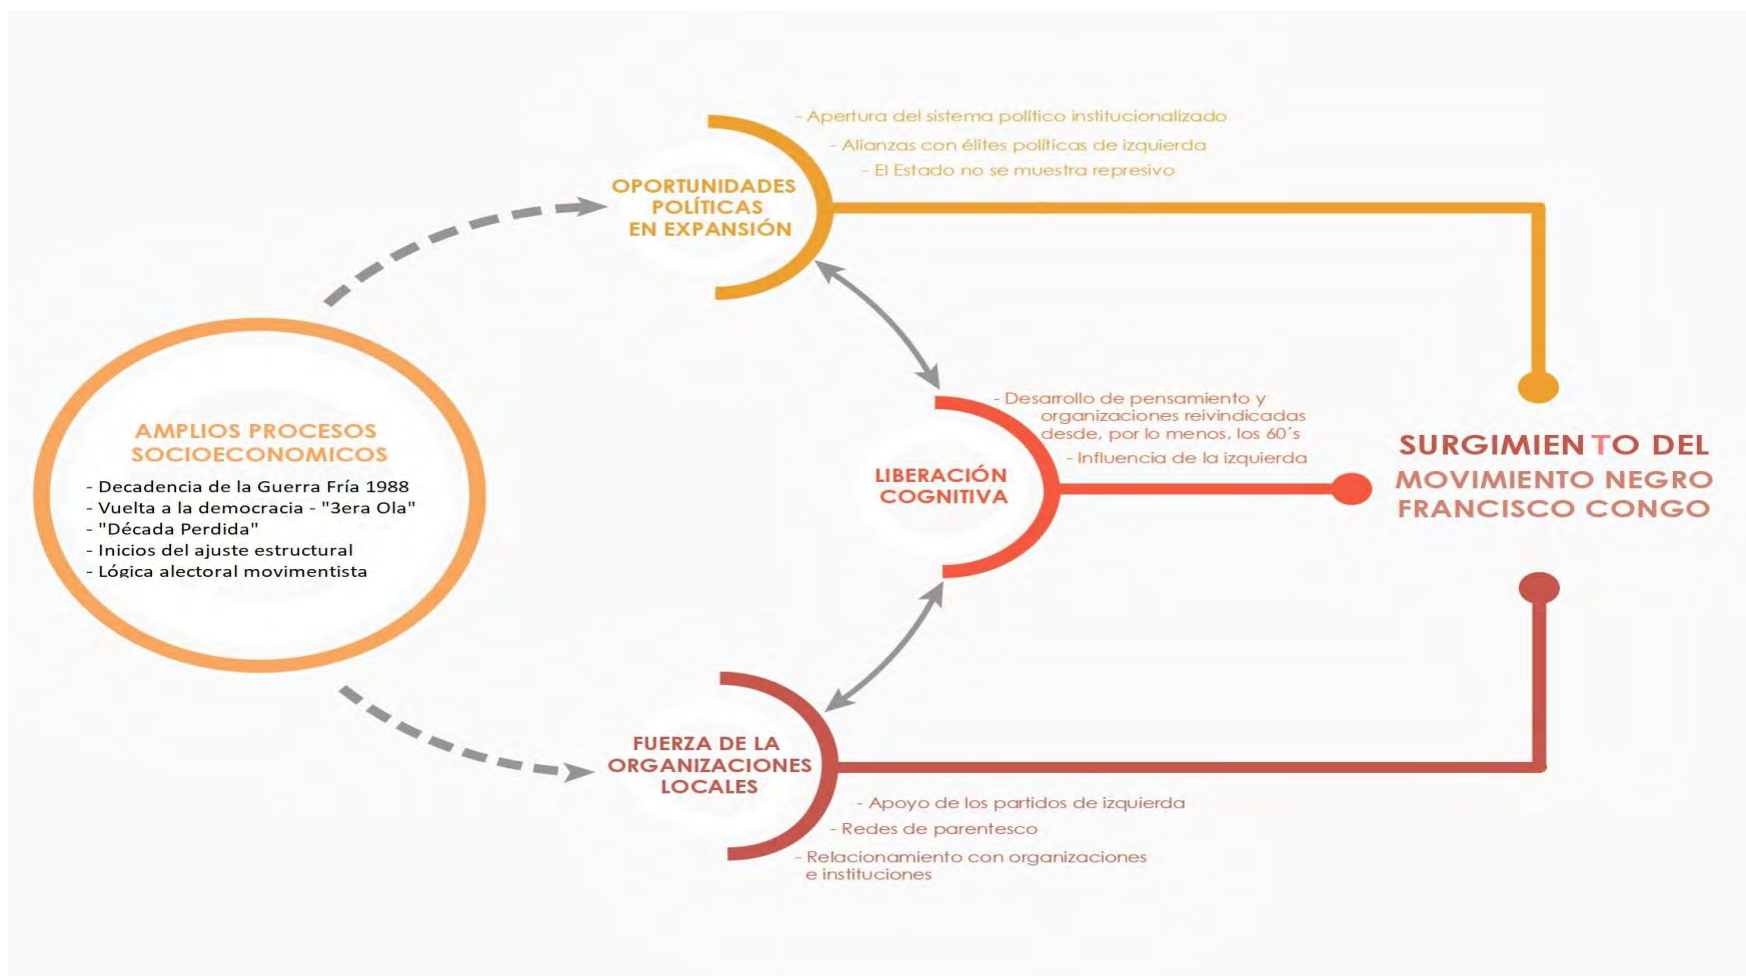 AMPLIOS PROCESOS
SOCIOECONOMICOS
- Decadencia de la Guerra Fría 1988
- Vuelta a la democracia - "3era Ola"
- "Década Perdida"
- Inicios del ajuste estructural
- Lógica alectoral movimentista
OPORTUNIDADES
POLÍTICAS
EN EXPANSIÓN
- Apertura del sistema político institucionalizado
- Alianzas con élites políticas de izquierda
- El Estado no se muestra represivo
LIBERACIÓN
COGNITIVA
- Desarrollo de pensamiento y
organizaciones reivindicadas
desde, por lo menos, los 60´s
- Influencia de la izquierda
FUERZA DE LA
ORGANIZACIONES
LOCALES
- Apoyo de los partidos de izquierda
- Redes de parentesco
- Relacionamiento con organizaciones
e instituciones
SURGIMIENTO DEL
MOVIMIENTO NEGRO
FRANCISCO CONGO